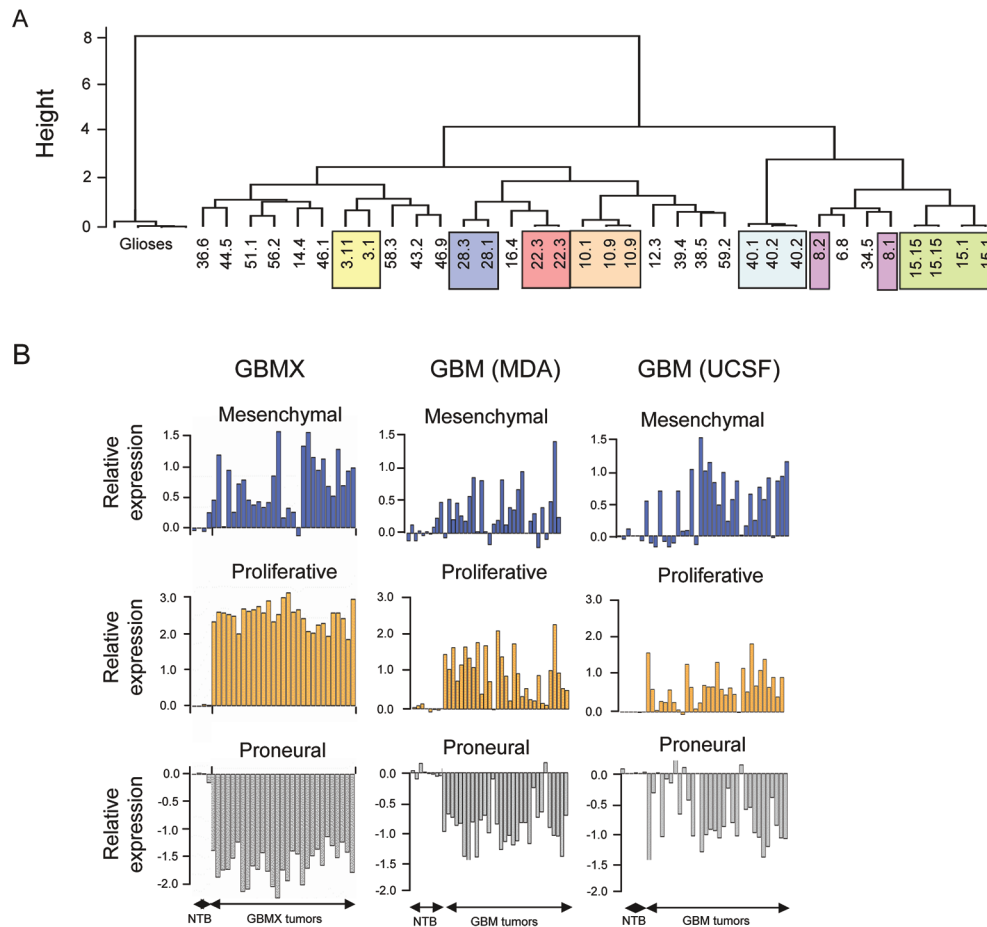 A
Height
8
6
4
2
0
Glioses
36.6 44.5 51.1 56.2 14.4 46.1 3.11 3.1 58.3 43.2 46.9 28.3 28.1 16.4 22.3 22.3 10.1 10.9 10.9 12.3 39.4 38.5 59.2 40.1 40.2 40.2 8.2 6.8 34.5 8.1 15.15 15.15 15.1 15.1
B
GBMX GBM (MDA) GBM (UCSF)
Mesenchymal Mesenchymal Mesenchymal
Relative expression
1.5 1.5 1.5
1.0 1.0 1.0
0.5 0.5 0.5
0.0 0.0 0.0
Proliferative Proliferative Proliferative
Relative expression
3.0 3.0 3.0
2.0 2.0 2.0
1.0 1.0 1.0
0.0 0.0 0.0
Proneural Proneural Proneural
Relative expression
0.0 0.0 0.0
-0.5 -0.5 -0.5
-1.0 -1.0 -1.0
-1.5 -1.5 -1.5
-2.0 -2.0 -2.0
NTB GBMX tumors NTB GBM tumors NTB GBM tumors